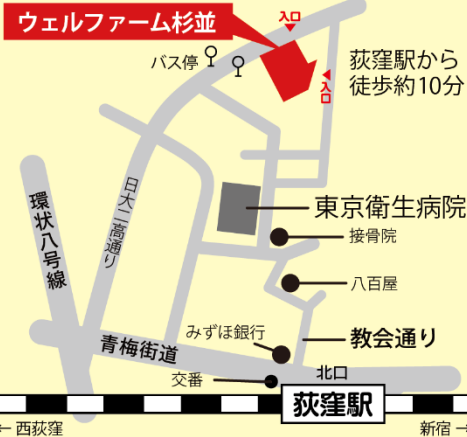 ウェルファーム杉並
入口
バス停
荻窪駅から
徒歩約10分
入口
日大二高通り
環状八号線
東京衛生病院
接骨院
八百屋
みずほ銀行
教会通り
青梅街道
交番
北口
荻窪駅
←西荻窪
新宿→